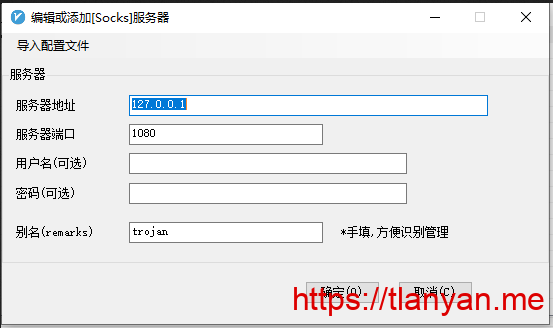 编辑或添加[Socks]服务器
导入配置文件
服务器
服务器地址 127.0.0.1
服务器端口 1080
用户名(可选)
密码(可选)
别名(remarks) trojan *手填,方便识别管理
确定(O) 取消(C)
https://tlanyan.me